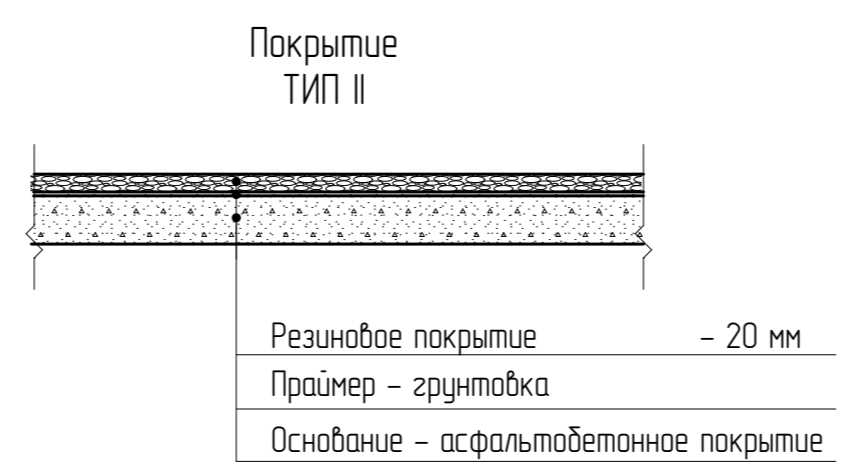 Покрытие
ТИП II
Резиновое покрытие – 20 мм
Праймер – грунтовка
Основание – асфальтобетонное покрытие